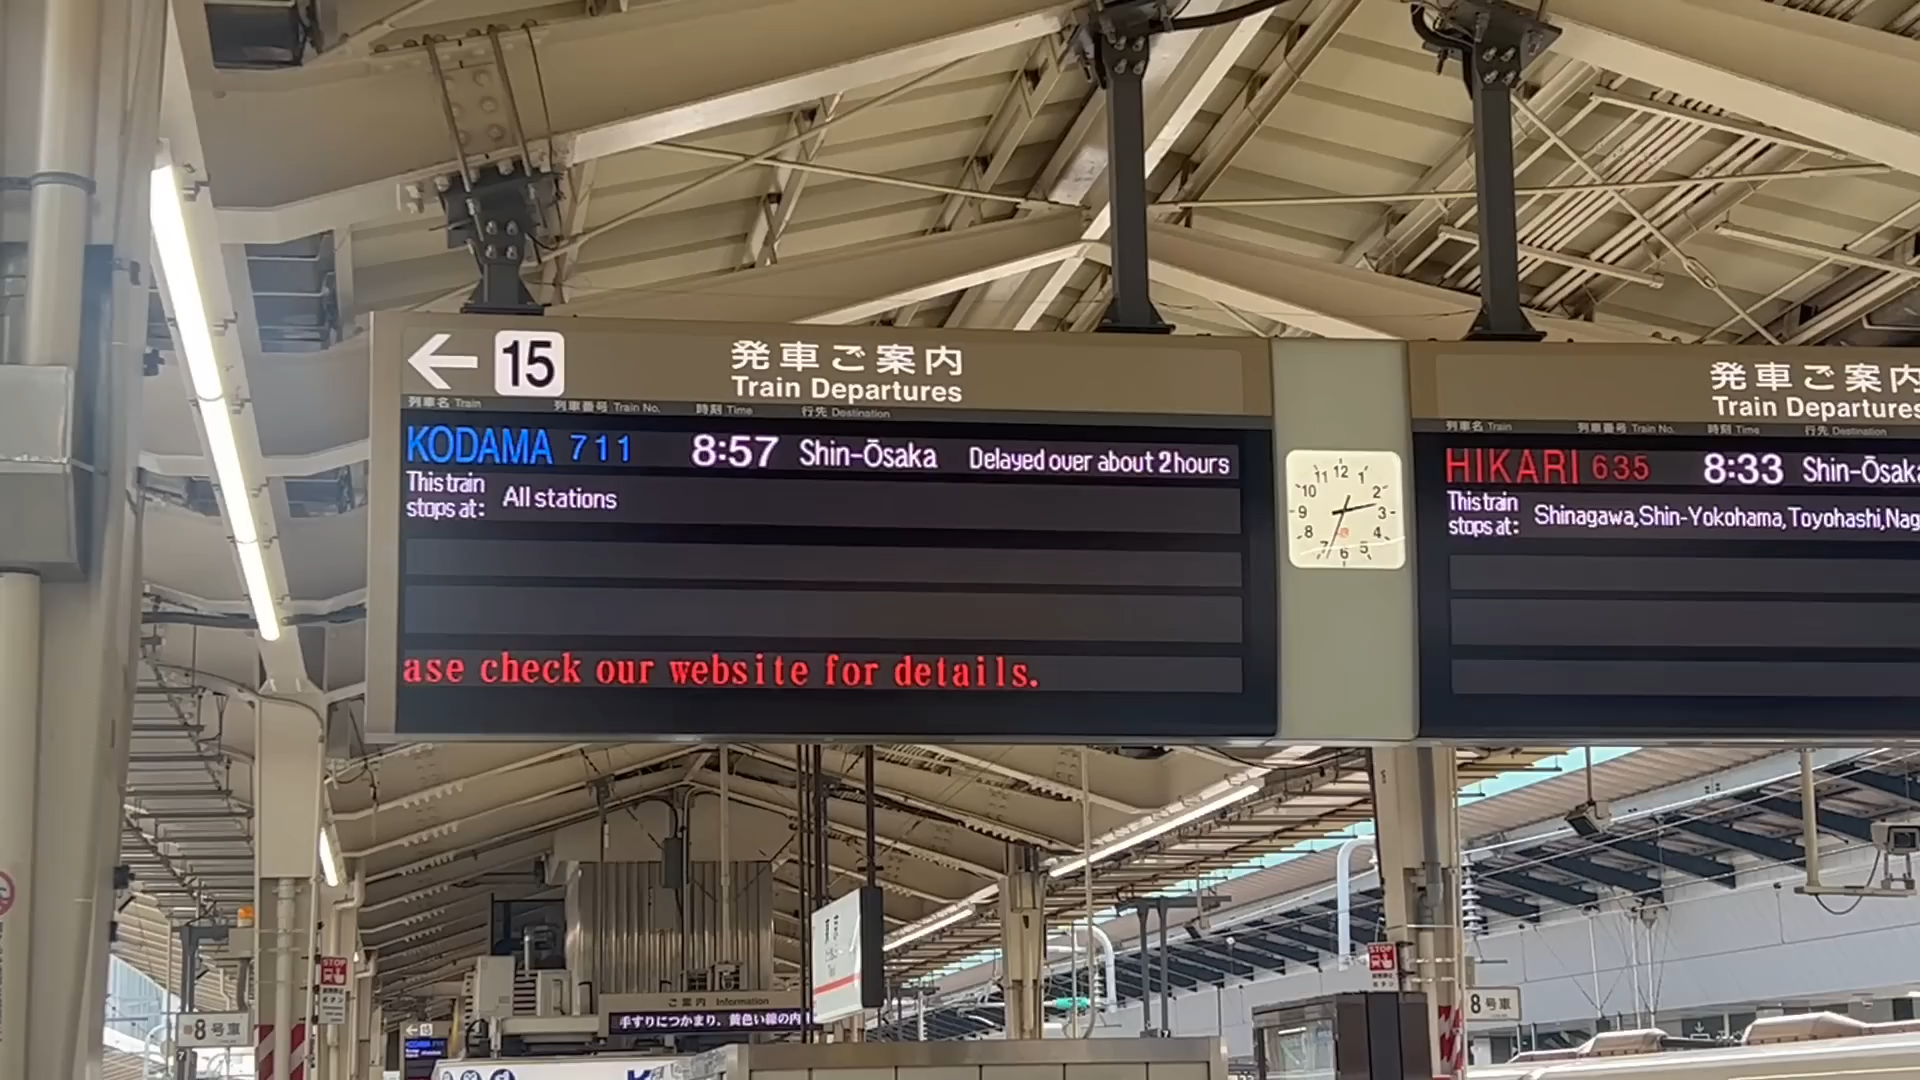 15
発車ご案内
Train Departures
列車名 Train 列車番号 Train No. 時刻 Time 行先 Destination
KODAMA 711 8:57 Shin-Ōsaka Delayed over about 2 hours
This train stops at: All stations
ase check our website for details.
12 1 2 3 4 5 6 7 8 9 10 11
発車ご案内
Train Departures
列車名 Train 列車番号 Train No. 時刻 Time 行先 Destination
HIKARI 635 8:33 Shin-Ōsaka
This train stops at: Shinagawa,Shin-Yokohama,Toyohashi,Nag
STOP
STOP
8号車
8号車
ご案内 Information
手すりにつかまり、黄色い線の内
15
KODAMA